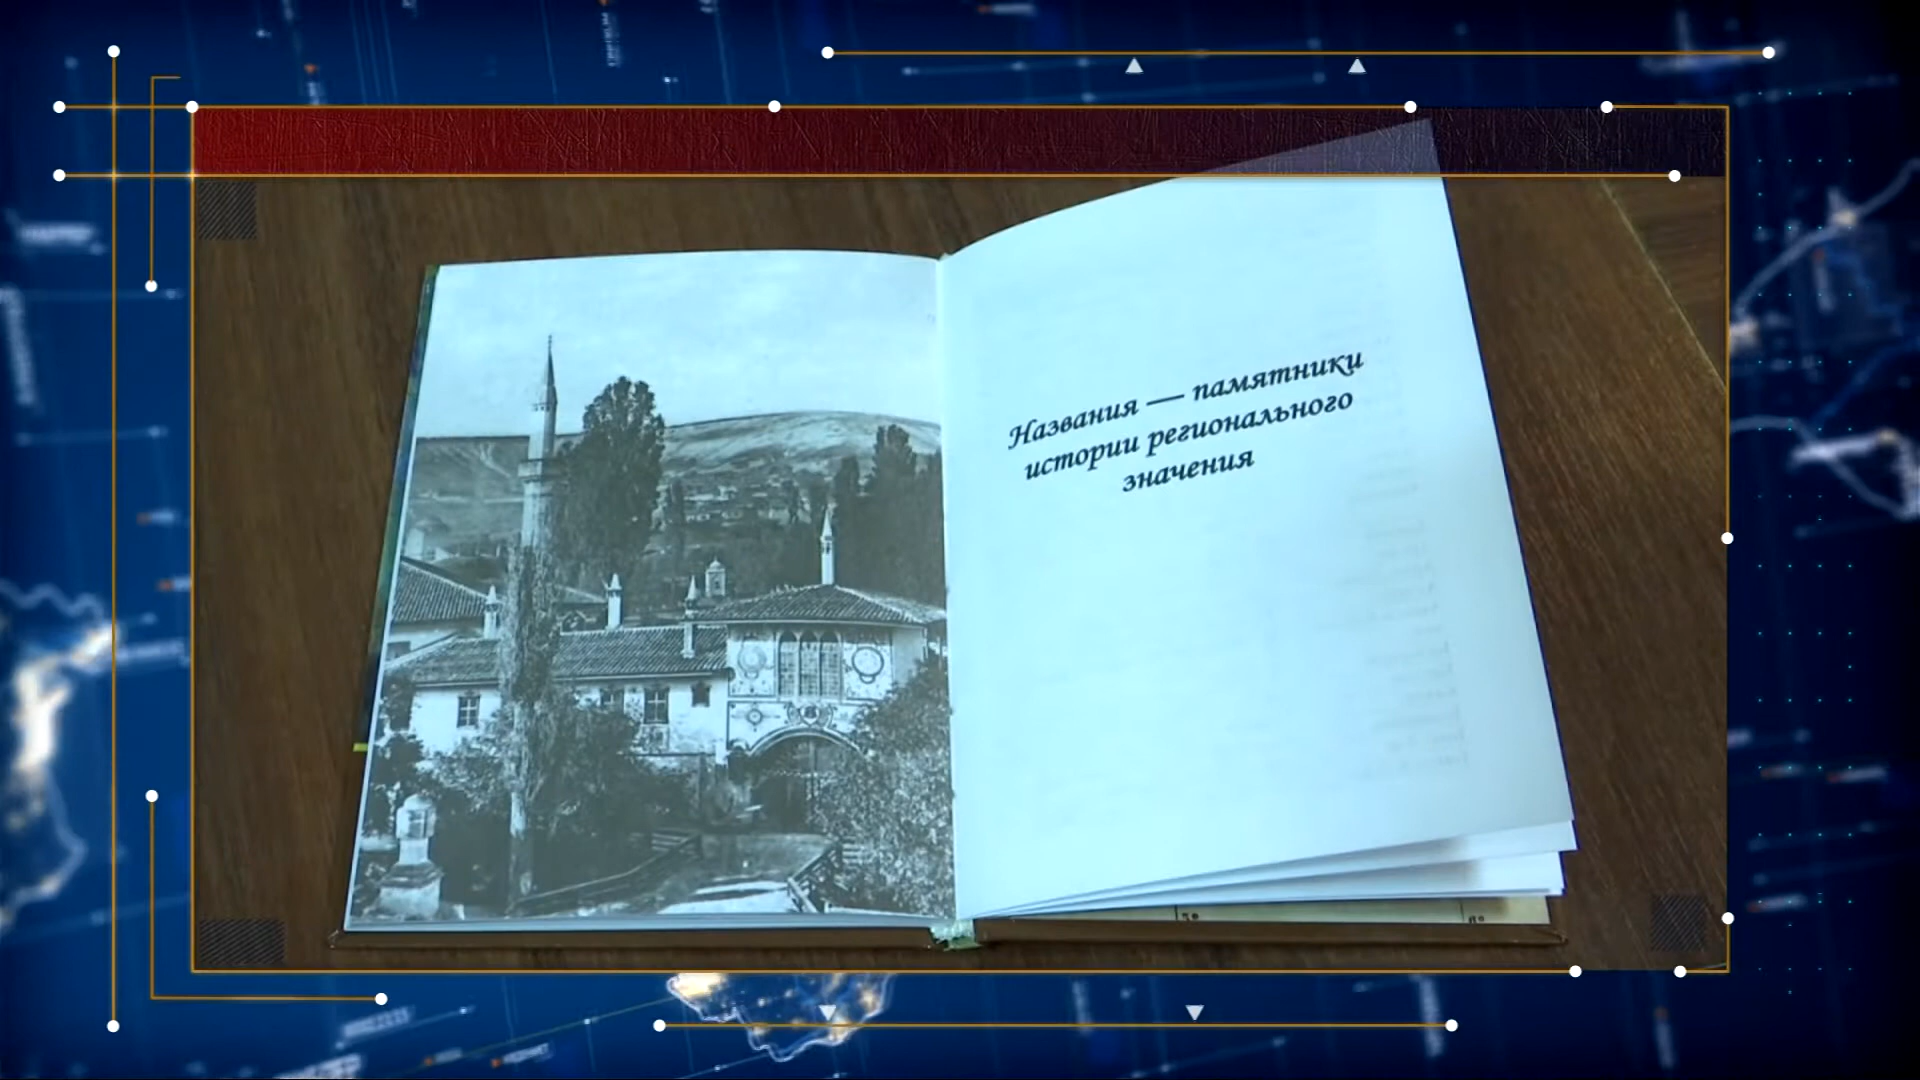 Названия — памятники
истории регионального
значения